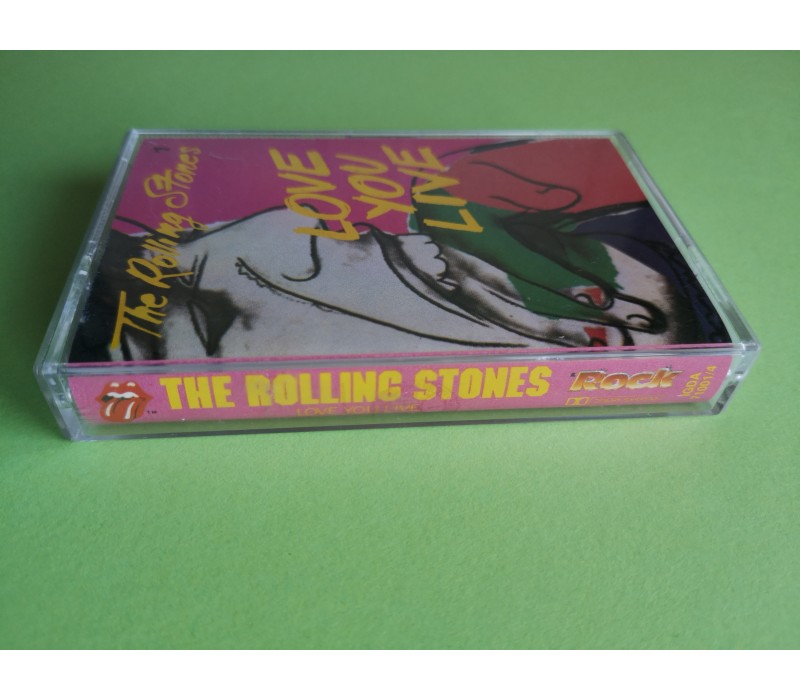 The Rolling Stones
LOVE
YOU
LIVE
THE ROLLING STONES
LOVE YOU LIVE
ROCK